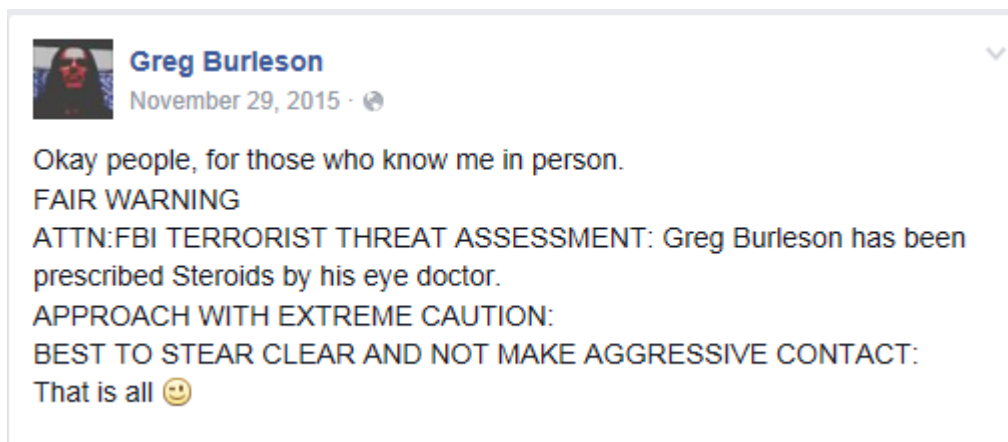 Greg Burleson
November 29, 2015 ·
Okay people, for those who know me in person.
FAIR WARNING
ATTN:FBI TERRORIST THREAT ASSESSMENT: Greg Burleson has been
prescribed Steroids by his eye doctor.
APPROACH WITH EXTREME CAUTION:
BEST TO STEAR CLEAR AND NOT MAKE AGGRESSIVE CONTACT:
That is all 😉